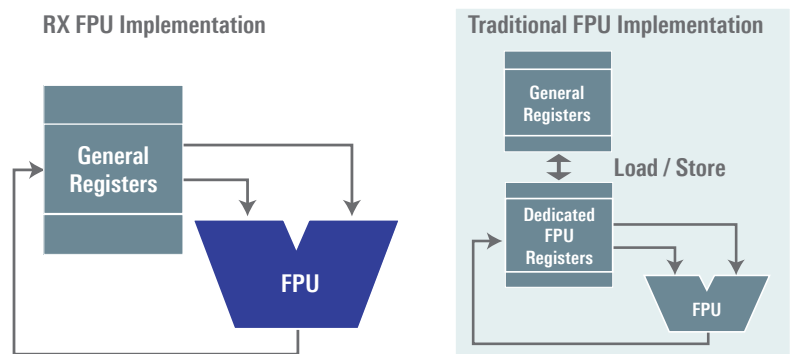 RX FPU Implementation
General
Registers
FPU
Traditional FPU Implementation
General
Registers
Load / Store
Dedicated
FPU
Registers
FPU